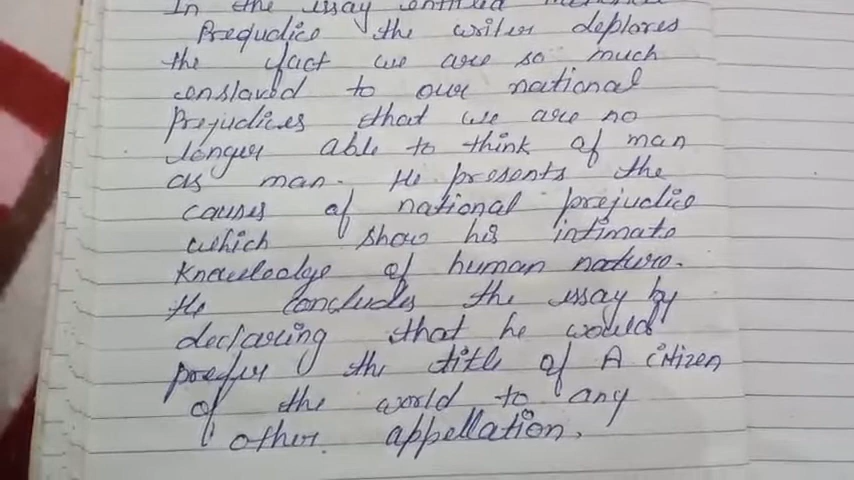 In the essay entitled National
Prequdice the writer deplores
the fact we are so much
enslaved to our national
Prejudices that we are no
longer able to think of man
as man. He presents the
causes of national prejudice
which show his intimate
knowledge of human nature.
He concludes the essay by
declaring that he would
prefer the title of A citizen
of the world to any
other appellation.